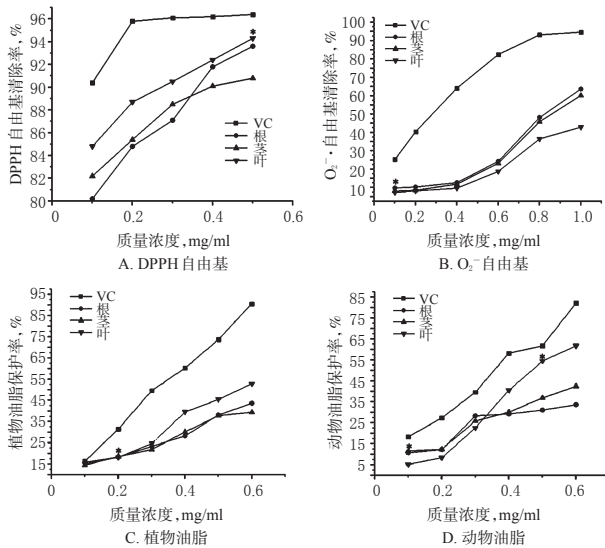 DPPH 自由基清除率, %
96
94
92
90
88
86
84
82
80
VC
根
茎
叶
*
0
0.2
0.4
0.6
质量浓度, mg/ml
A. DPPH自由基
O₂⁻·自由基清除率, %
100
90
80
70
60
50
40
30
20
10
VC
根
茎
叶
*
0
0.2
0.4
0.6
0.8
1.0
质量浓度, mg/ml
B. O₂⁻自由基
植物油脂保护率, %
95
85
75
65
55
45
35
25
15
VC
根
茎
叶
*
0
0.2
0.4
0.6
质量浓度, mg/ml
C. 植物油脂
动物油脂保护率, %
85
75
65
55
45
35
25
15
5
VC
根
茎
叶
*
*
0
0.2
0.4
0.6
质量浓度, mg/ml
D. 动物油脂